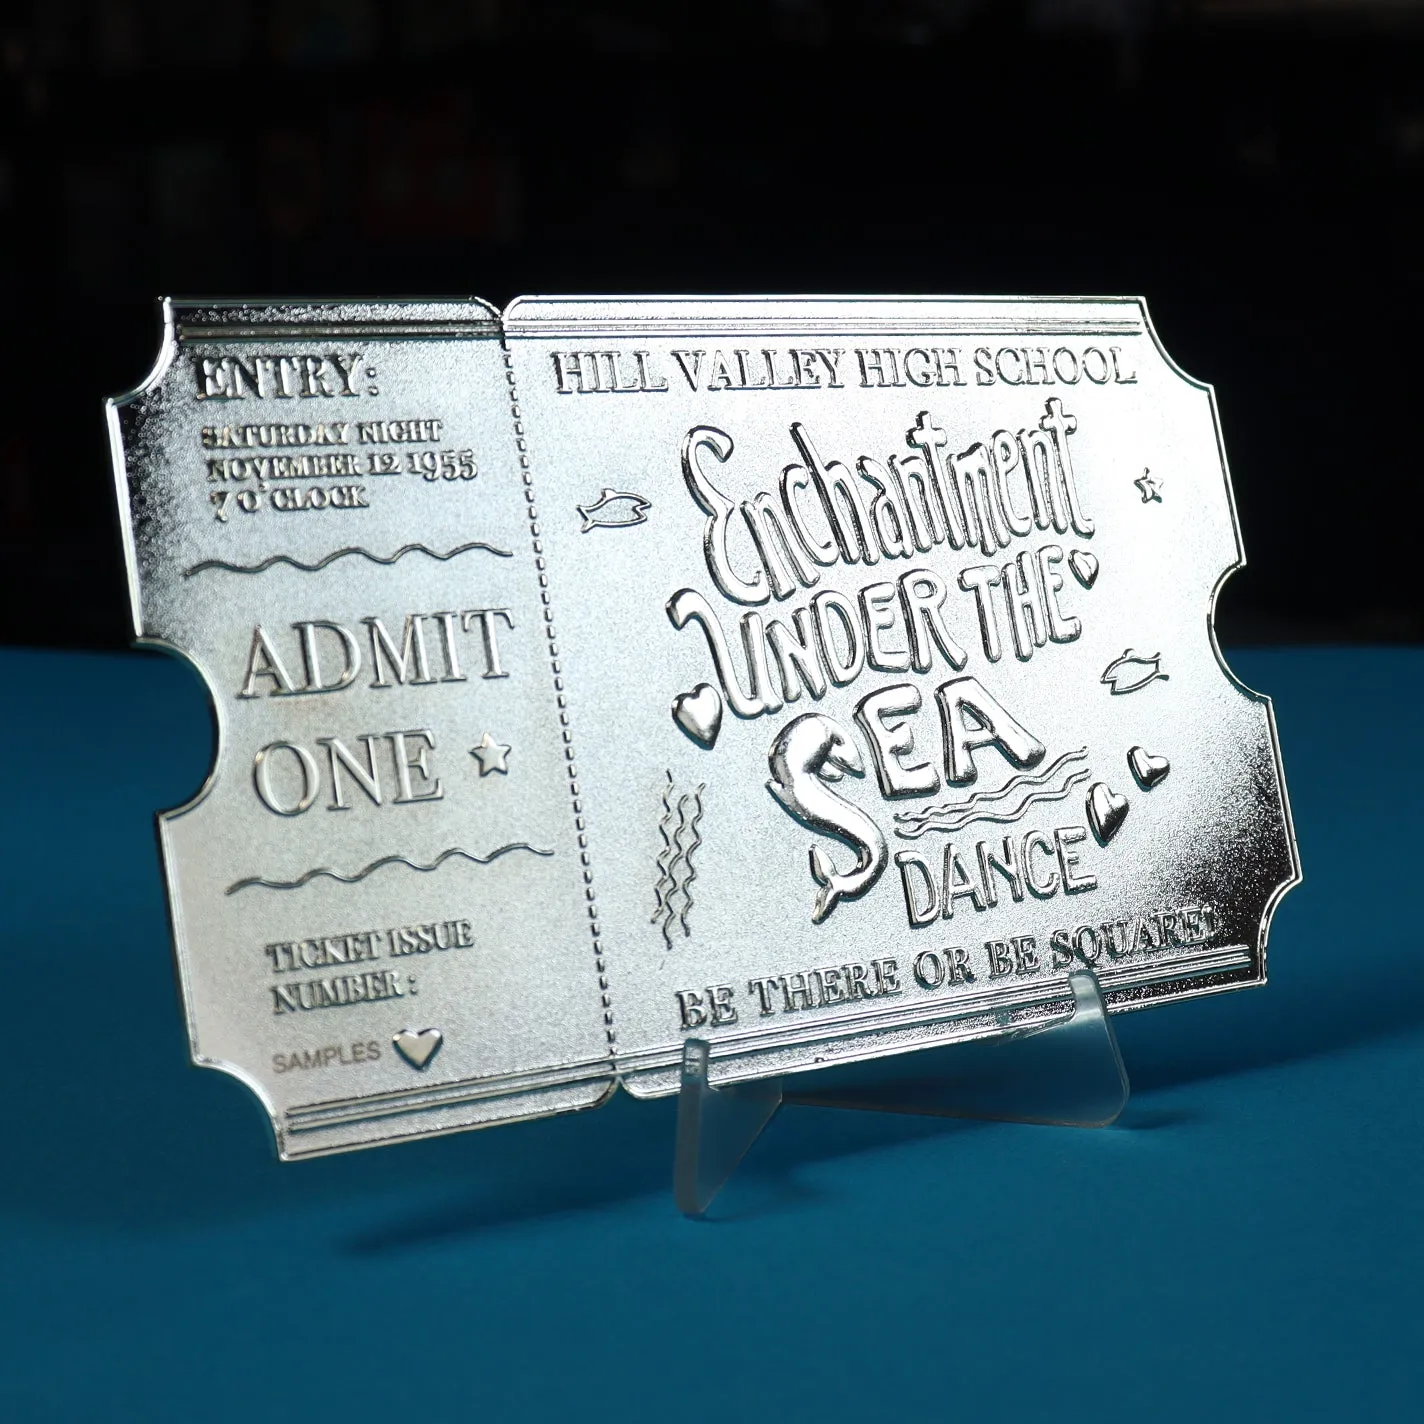 ENTRY:
SATURDAY NIGHT
NOVEMBER 12 1955
7 O'CLOCK
ADMIT
ONE
TICKET ISSUE
NUMBER:
SAMPLES
HILL VALLEY HIGH SCHOOL
Enchantment
UNDER THE
SEA
DANCE
BE THERE OR BE SQUARE!